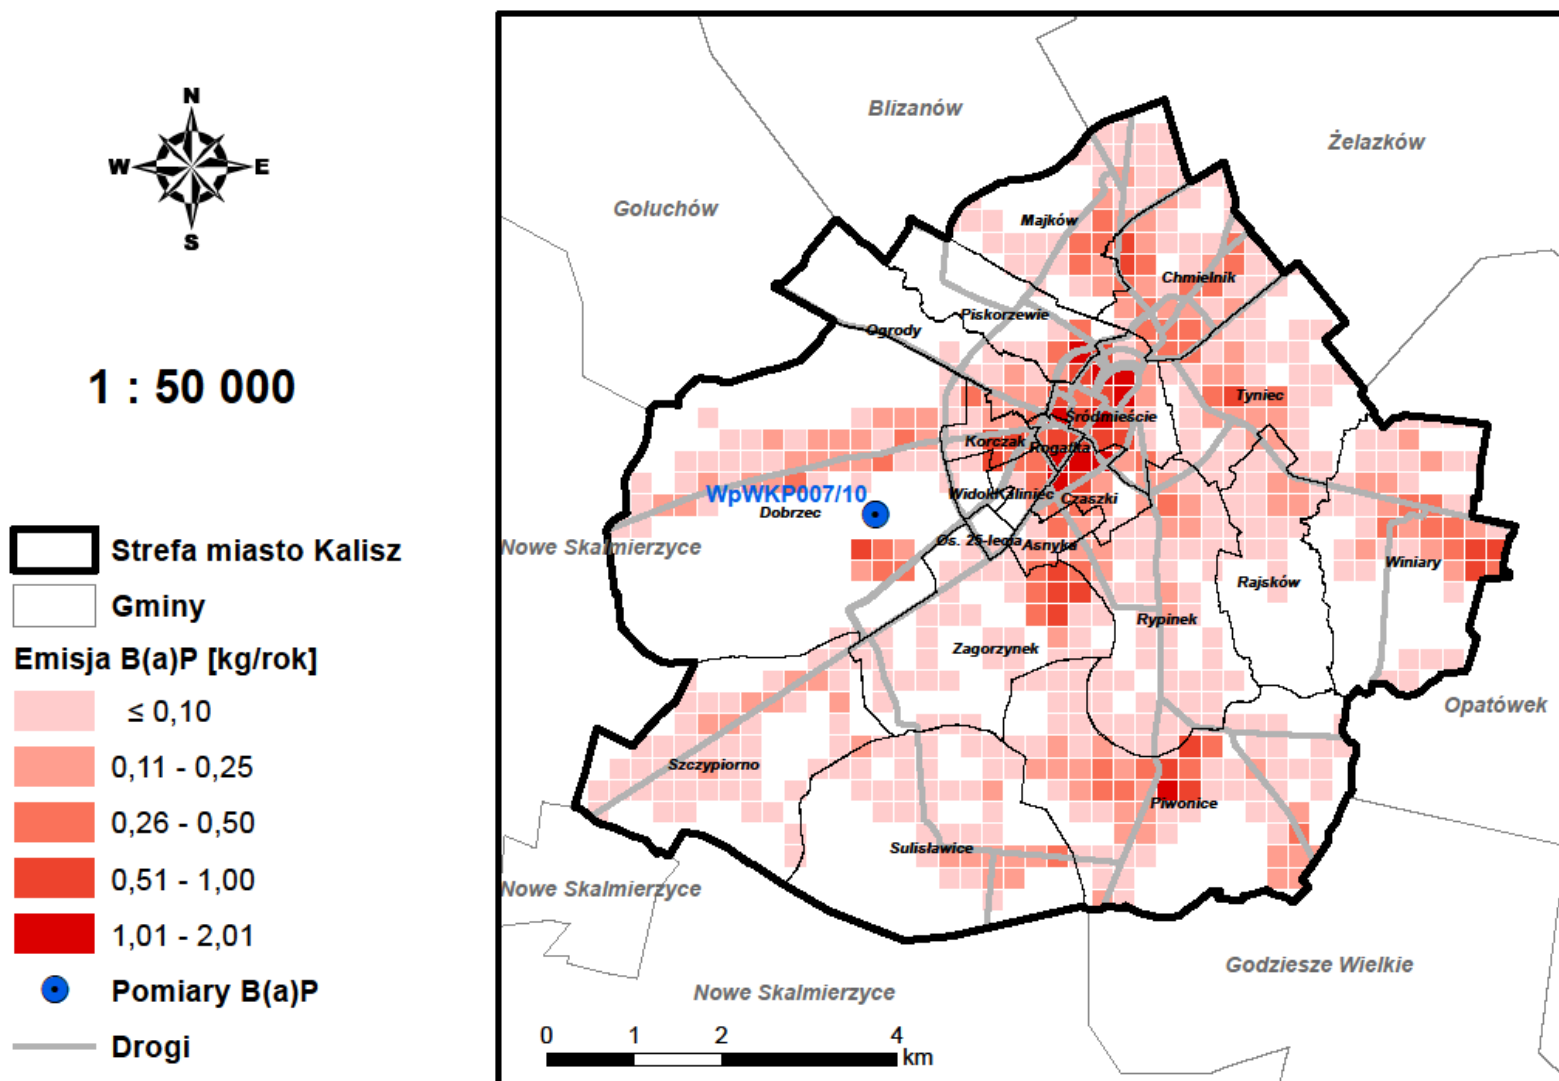 N
W
E
S
1 : 50 000
Strefa miasto Kalisz
Gminy
Emisja B(a)P [kg/rok]
≤ 0,10
0,11 - 0,25
0,26 - 0,50
0,51 - 1,00
1,01 - 2,01
Pomiary B(a)P
Drogi
Blizanów
Żelazków
Gołuchów
Majków
Chmielnik
Piskorzewie
Ogrody
Tyniec
Śródmieście
Korczak
Rogatka
WpWKP007/10
Widok
Kaliniec
Czaszki
Dobrzec
Nowe Skalmierzyce
Os. 25-lecia
Asnyka
Winiary
Rajsków
Rypinek
Zagorzynek
Opatówek
Szczypiorno
Piwonice
Sulisławice
Nowe Skalmierzyce
Godziesze Wielkie
Nowe Skalmierzyce
0 1 2 4
km